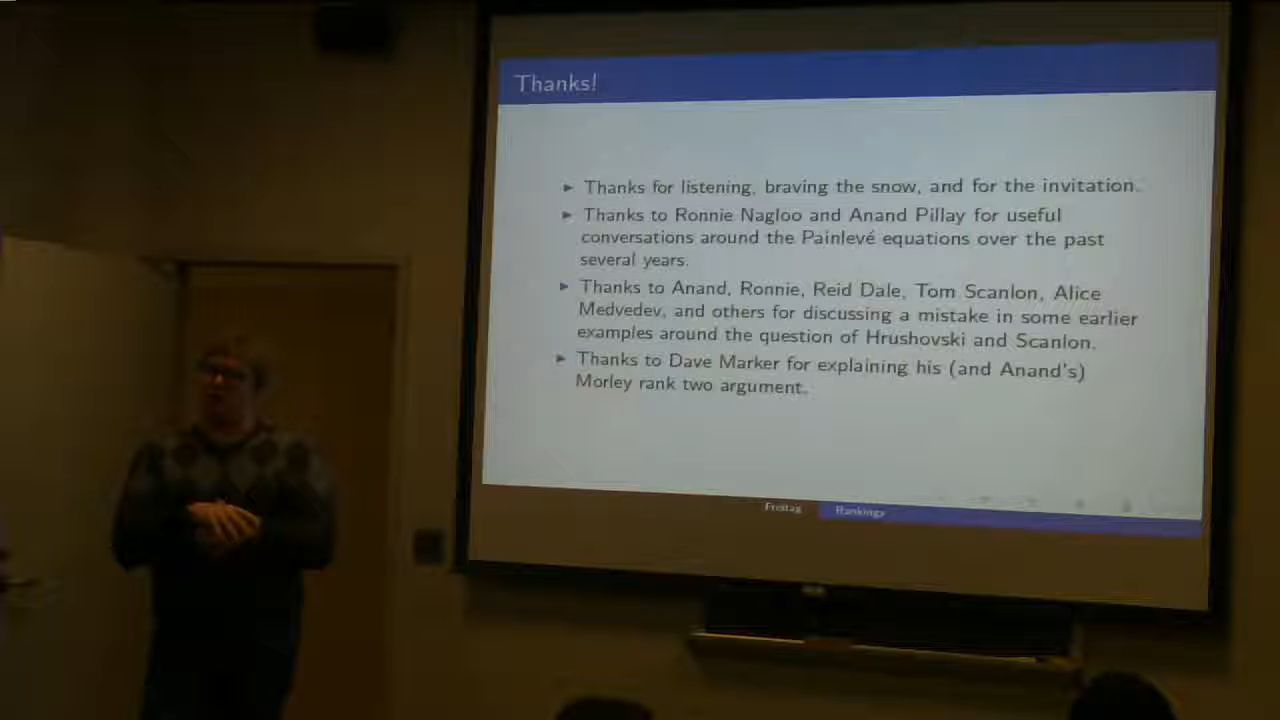 Thanks!
▶ Thanks for listening, braving the snow, and for the invitation.
▶ Thanks to Ronnie Nagloo and Anand Pillay for useful
conversations around the Painlevé equations over the past
several years.
▶ Thanks to Anand, Ronnie, Reid Dale, Tom Scanlon, Alice
Medvedev, and others for discussing a mistake in some earlier
examples around the question of Hrushovski and Scanlon.
▶ Thanks to Dave Marker for explaining his (and Anand's)
Morley rank two argument.
Freitag Rankings